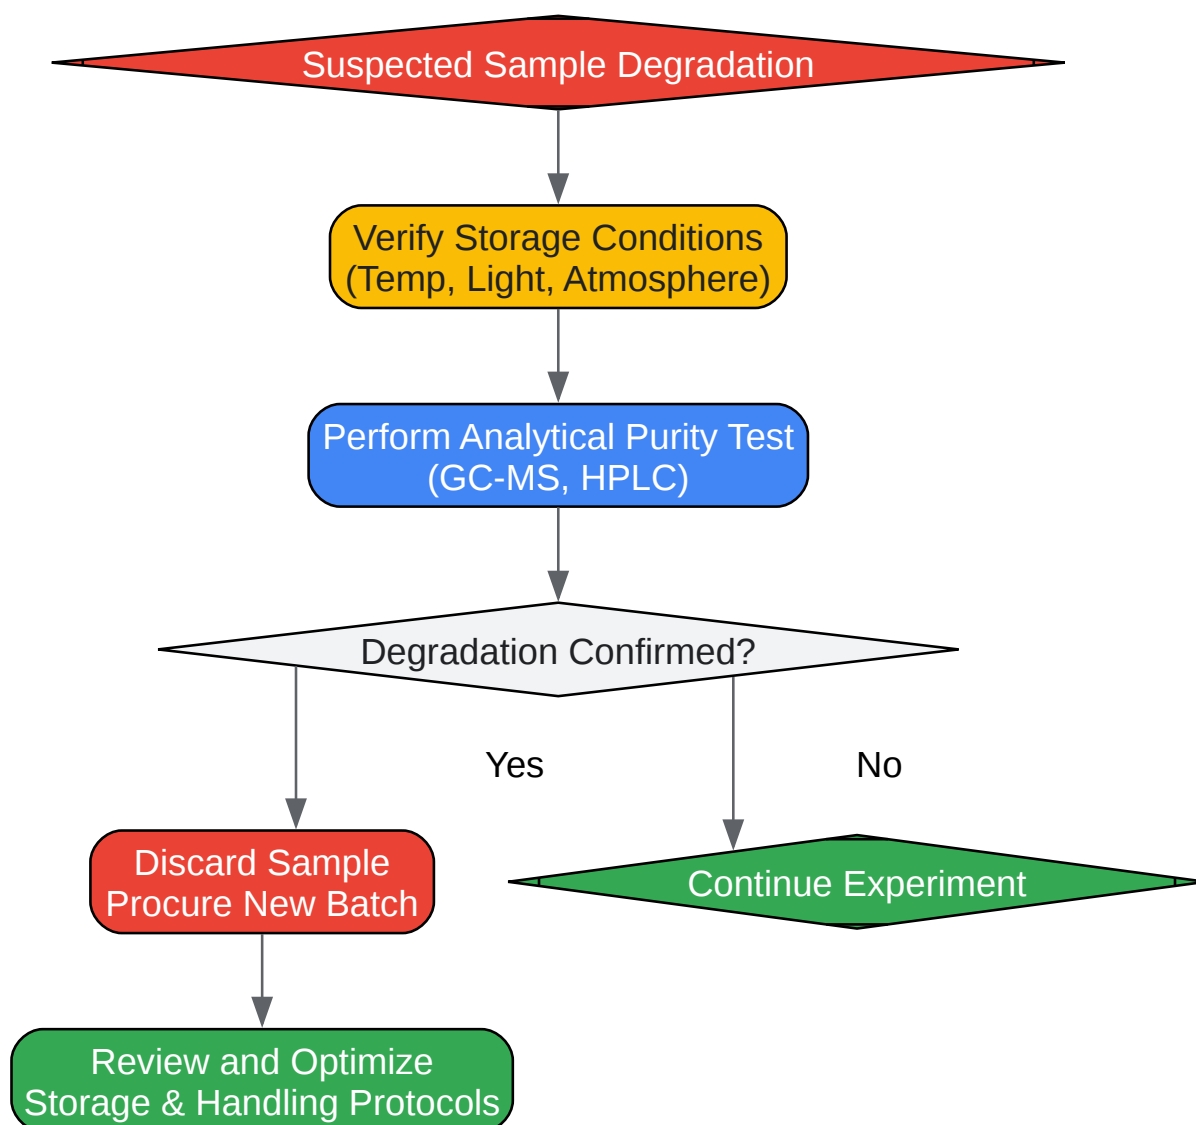 Suspected Sample Degradation
Verify Storage Conditions
(Temp, Light, Atmosphere)
Perform Analytical Purity Test
(GC-MS, HPLC)
Degradation Confirmed?
Yes
No
Discard Sample
Procure New Batch
Continue Experiment
Review and Optimize
Storage & Handling Protocols